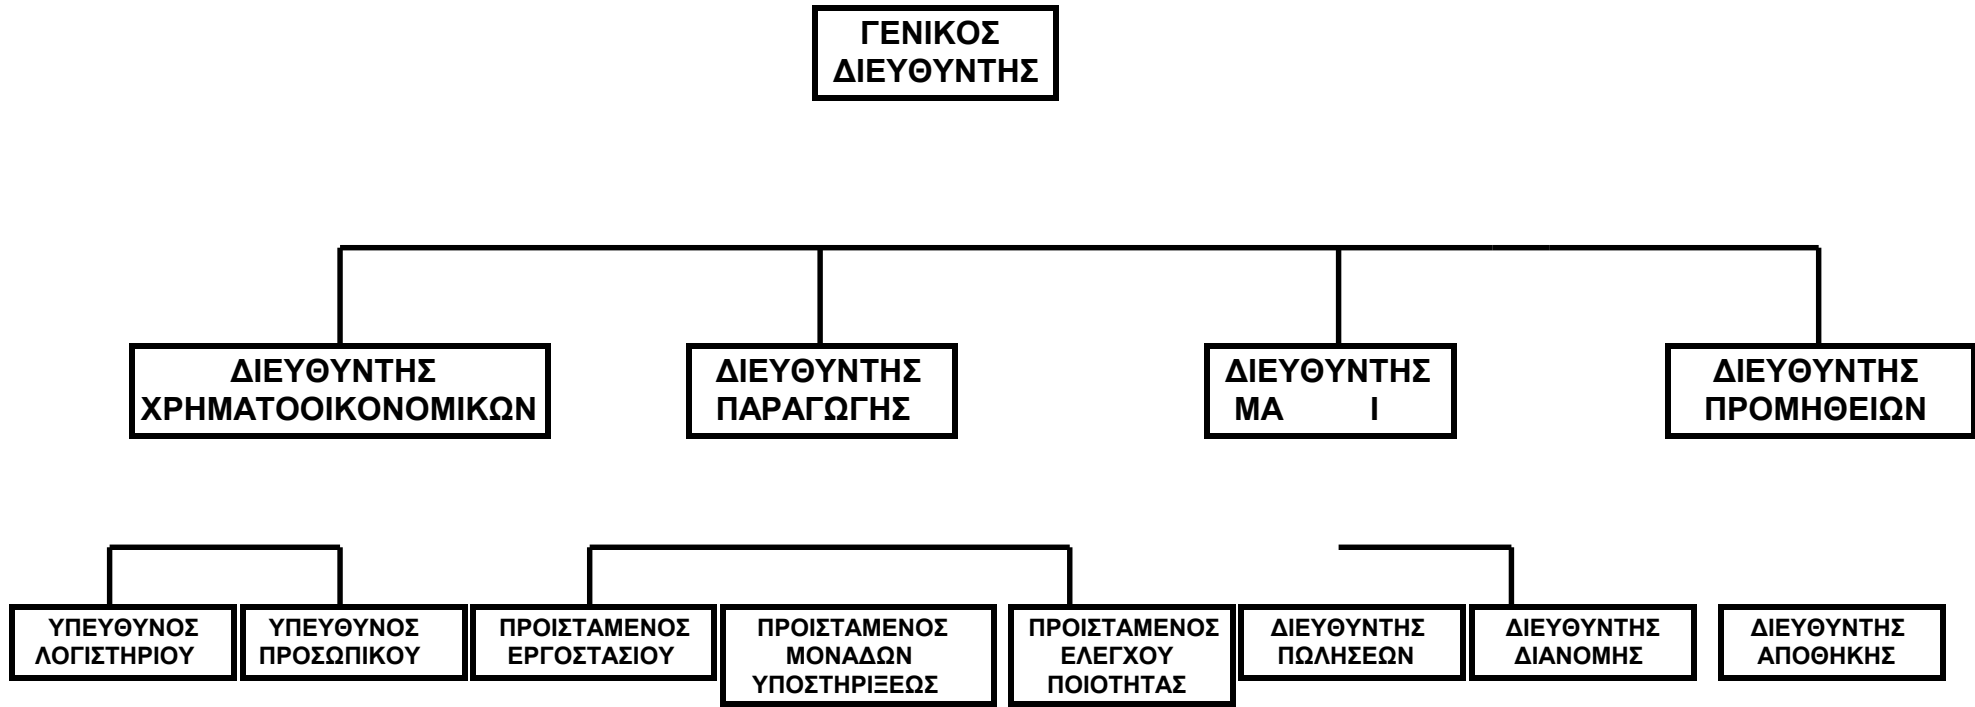 ΓΕΝΙΚΟΣ
ΔΙΕΥΘΥΝΤΗΣ
ΔΙΕΥΘΥΝΤΗΣ
ΧΡΗΜΑΤΟΟΙΚΟΝΟΜΙΚΩΝ
ΔΙΕΥΘΥΝΤΗΣ
ΠΑΡΑΓΩΓΗΣ
ΔΙΕΥΘΥΝΤΗΣ
ΜΑ Ι
ΔΙΕΥΘΥΝΤΗΣ
ΠΡΟΜΗΘΕΙΩΝ
ΥΠΕΥΘΥΝΟΣ
ΛΟΓΙΣΤΗΡΙΟΥ
ΥΠΕΥΘΥΝΟΣ
ΠΡΟΣΩΠΙΚΟΥ
ΠΡΟΙΣΤΑΜΕΝΟΣ
ΕΡΓΟΣΤΑΣΙΟΥ
ΠΡΟΙΣΤΑΜΕΝΟΣ
ΜΟΝΑΔΩΝ
ΥΠΟΣΤΗΡΙΞΕΩΣ
ΠΡΟΙΣΤΑΜΕΝΟΣ
ΕΛΕΓΧΟΥ
ΠΟΙΟΤΗΤΑΣ
ΔΙΕΥΘΥΝΤΗΣ
ΠΩΛΗΣΕΩΝ
ΔΙΕΥΘΥΝΤΗΣ
ΔΙΑΝΟΜΗΣ
ΔΙΕΥΘΥΝΤΗΣ
ΑΠΟΘΗΚΗΣ